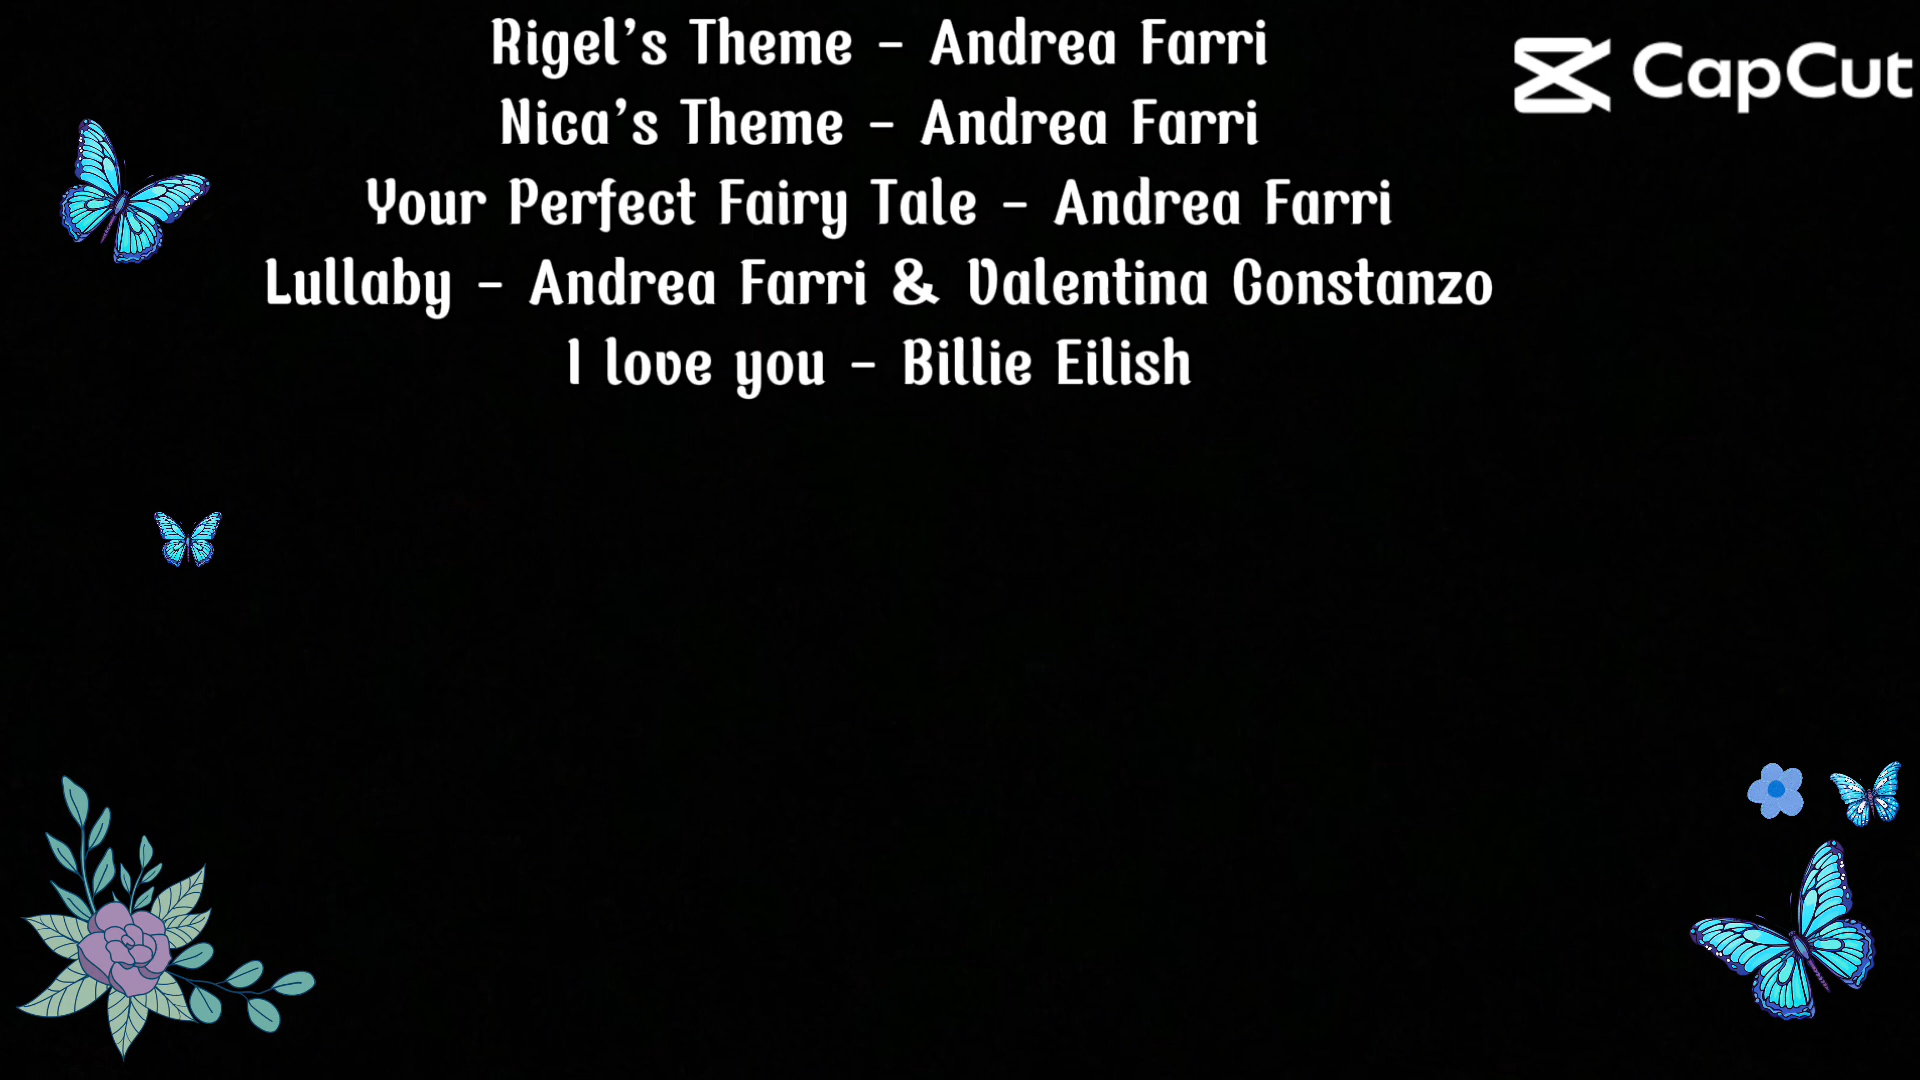 Rigel's Theme - Andrea Farri
CapCut
Nica's Theme - Andrea Farri
Your Perfect Fairy Tale - Andrea Farri
Lullaby - Andrea Farri & Valentina Constanzo
I love you - Billie Eilish